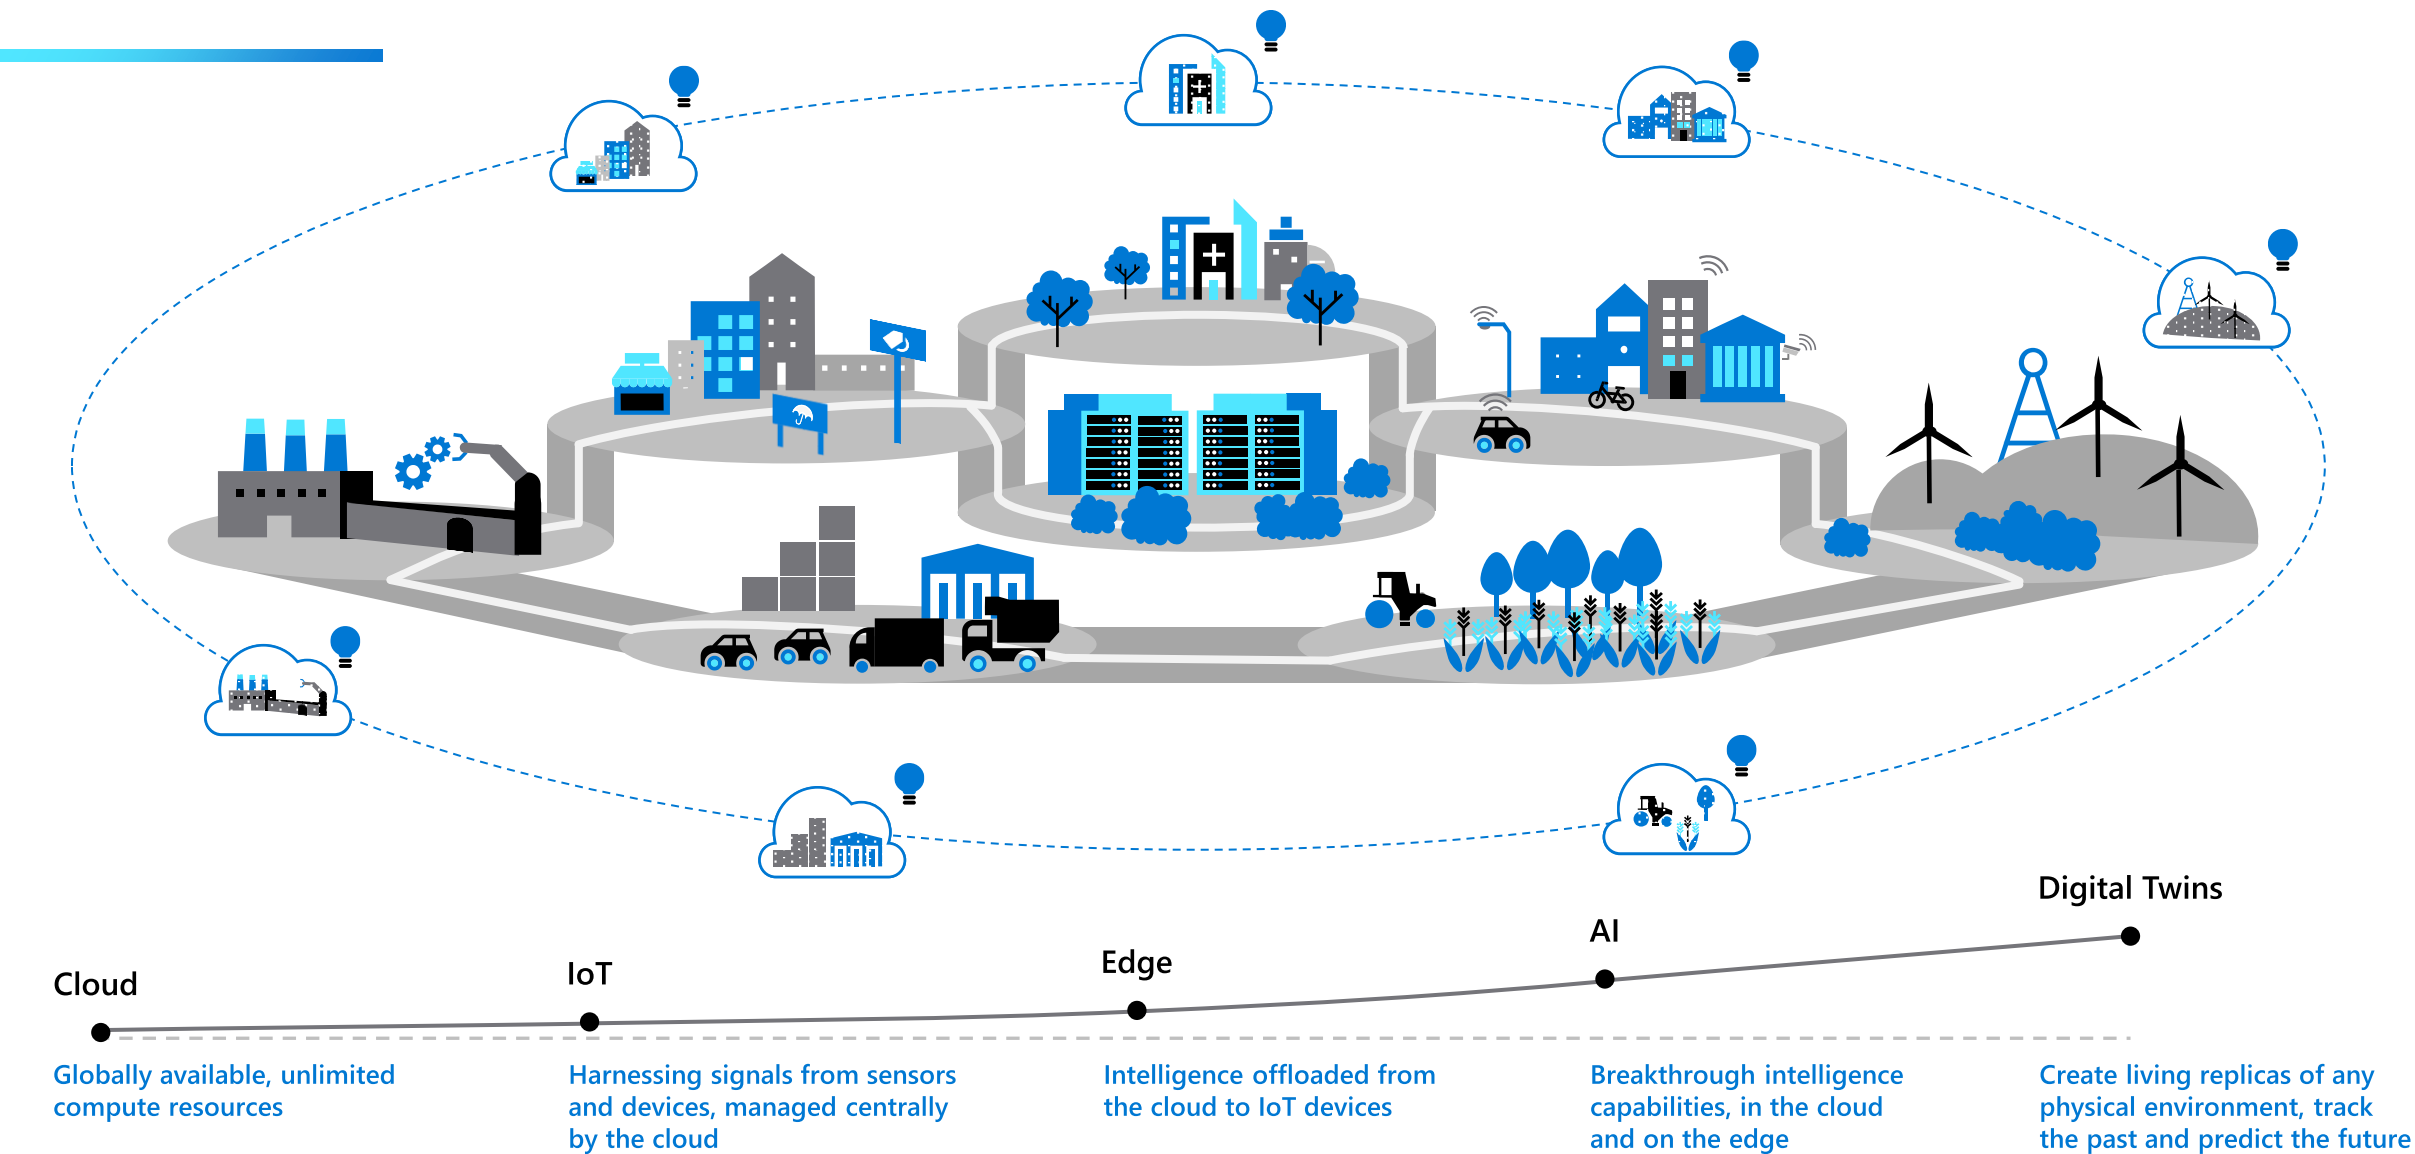 Digital Twins
AI
Edge
IoT
Cloud
Globally available, unlimited
compute resources
Harnessing signals from sensors
and devices, managed centrally
by the cloud
Intelligence offloaded from
the cloud to IoT devices
Breakthrough intelligence
capabilities, in the cloud
and on the edge
Create living replicas of any
physical environment, track
the past and predict the future